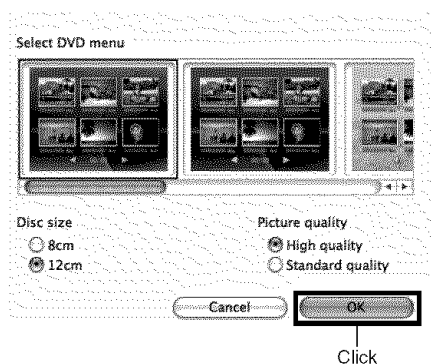 Select DVD menu
Disc size
Picture quality
8cm
High quality
12cm
Standard quality
Cancel
OK
Click